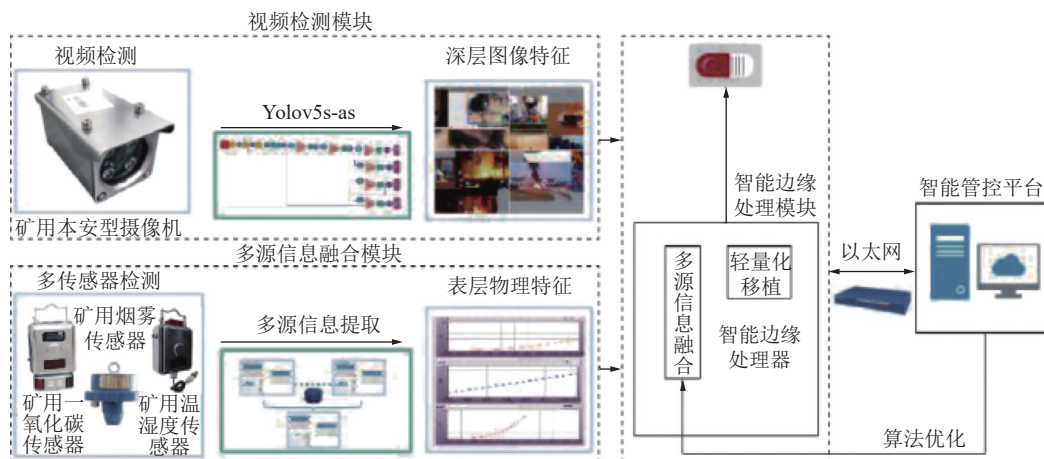 视频检测模块
视频检测
深层图像特征
Yolov5s-as
矿用本安型摄像机
多源信息融合模块
多传感器检测
表层物理特征
矿用烟雾
传感器
多源信息提取
矿用一
氧化碳
传感器
矿用温
湿度传
感器
智能边缘
处理模块
多源信息融合
轻量化
移植
智能边缘
处理器
以太网
智能管控平台
算法优化